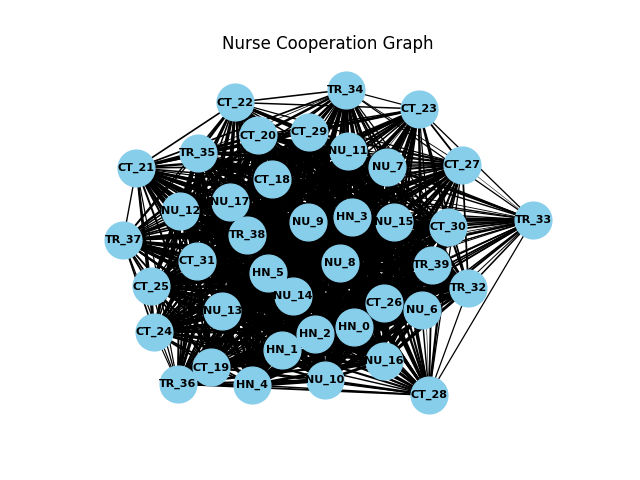 Nurse Cooperation Graph
TR_34
CT_22
CT_23
CT_29
CT_20
NU_11
TR_35
CT_27
NU_7
CT_21
CT_18
NU_17
NU_12
HN_3
TR_33
NU_9
NU_15
CT_30
TR_38
TR_37
CT_31
NU_8
TR_39
HN_5
CT_25
TR_32
NU_14
CT_26
NU_6
NU_13
HN_0
CT_24
HN_2
HN_1
NU_16
CT_19
NU_10
TR_36
HN_4
CT_28